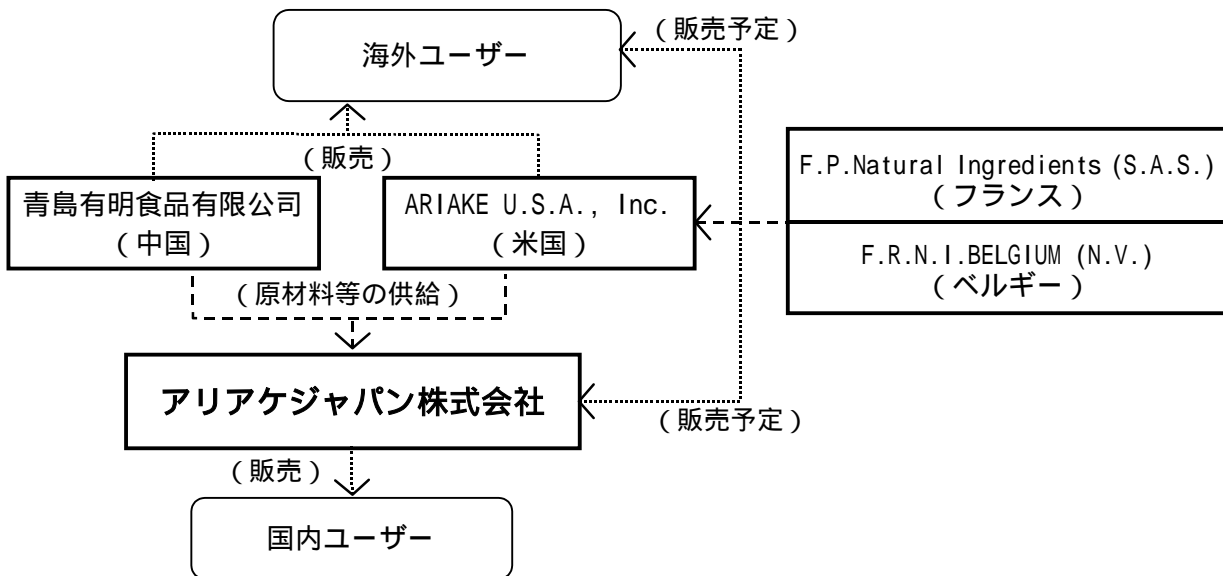 (販売予定)
海外ユーザー
(販売)
青島有明食品有限公司
(中国)
ARIAKE U.S.A., Inc.
(米国)
F.P.Natural Ingredients (S.A.S.)
(フランス)
F.R.N.I.BELGIUM (N.V.)
(ベルギー)
(原材料等の供給)
アリアケジャパン株式会社
(販売予定)
(販売)
国内ユーザー